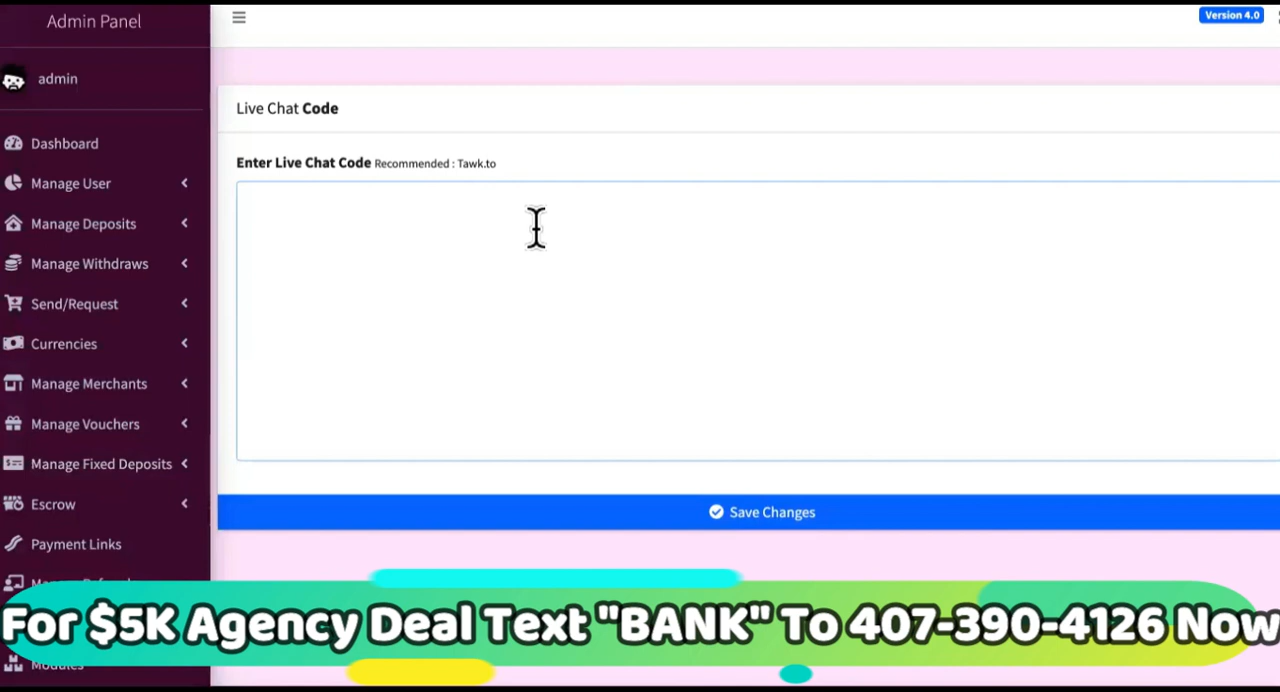 Admin Panel
Version 4.0
admin
Live Chat Code
Dashboard
Enter Live Chat Code Recommended : Tawk.to
Manage User
Manage Deposits
Manage Withdraws
Send/Request
Currencies
Manage Merchants
Manage Vouchers
Manage Fixed Deposits
Escrow
Save Changes
Payment Links
For $5K Agency Deal Text "BANK" To 407-390-4126 Now
Modules